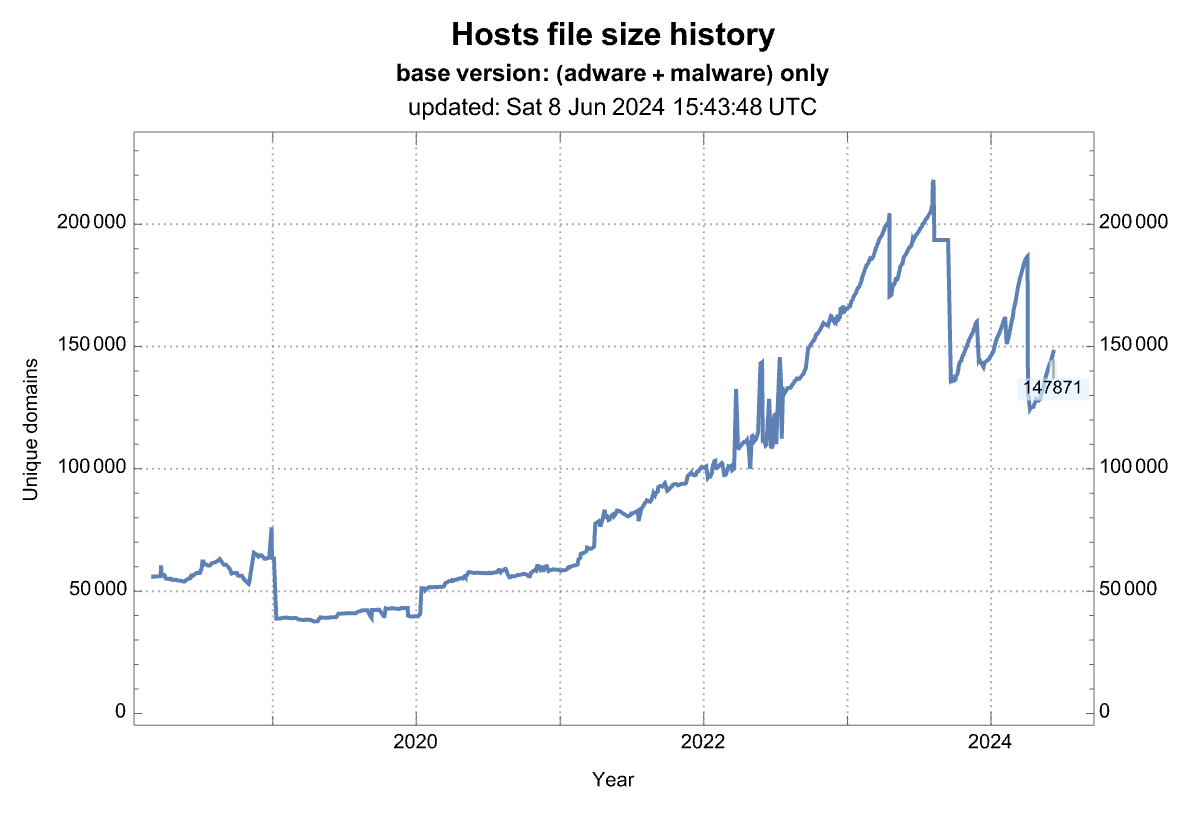 Hosts file size history
base version: (adware + malware) only
updated: Sat 8 Jun 2024 15:43:48 UTC
200 000
200 000
150 000
150 000
147871
100 000
100 000
50 000
50 000
0
0
Unique domains
2020
2022
2024
Year